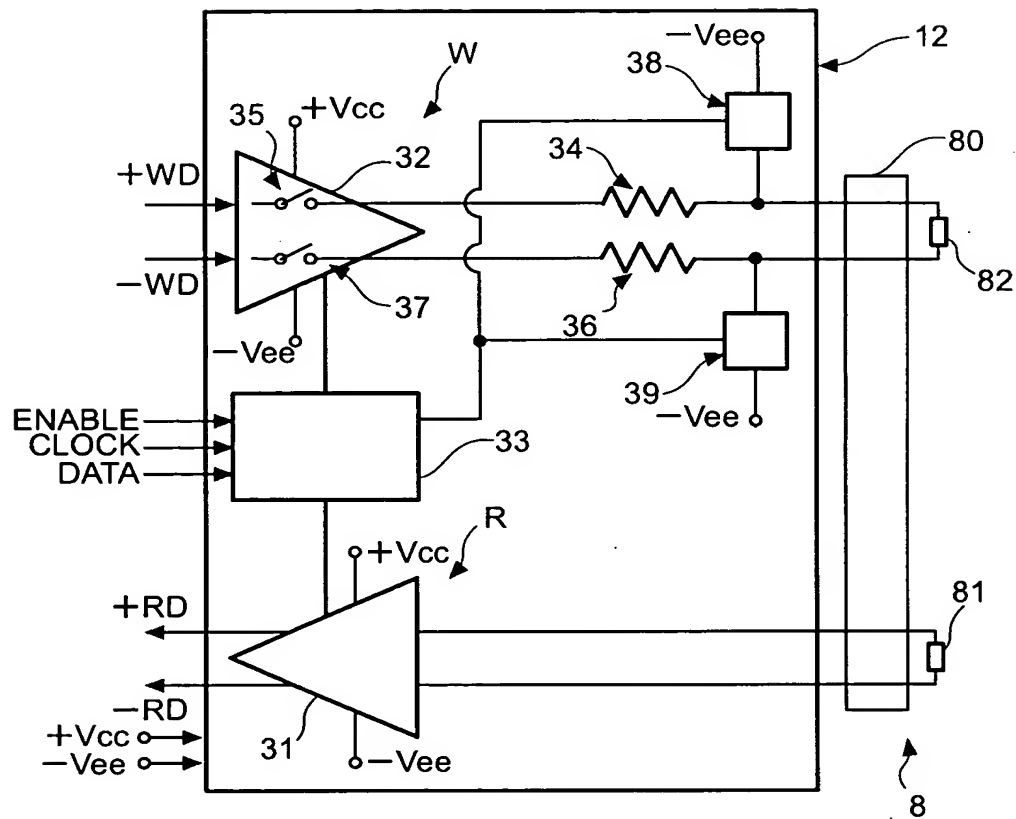 −Vee
12
38
W
+Vcc
35
32
34
80
+WD
−WD
82
37
36
−Vee
39
−Vee
ENABLE
CLOCK
DATA
33
R
+Vcc
+RD
81
−RD
31
+Vcc
−Vee
−Vee
8